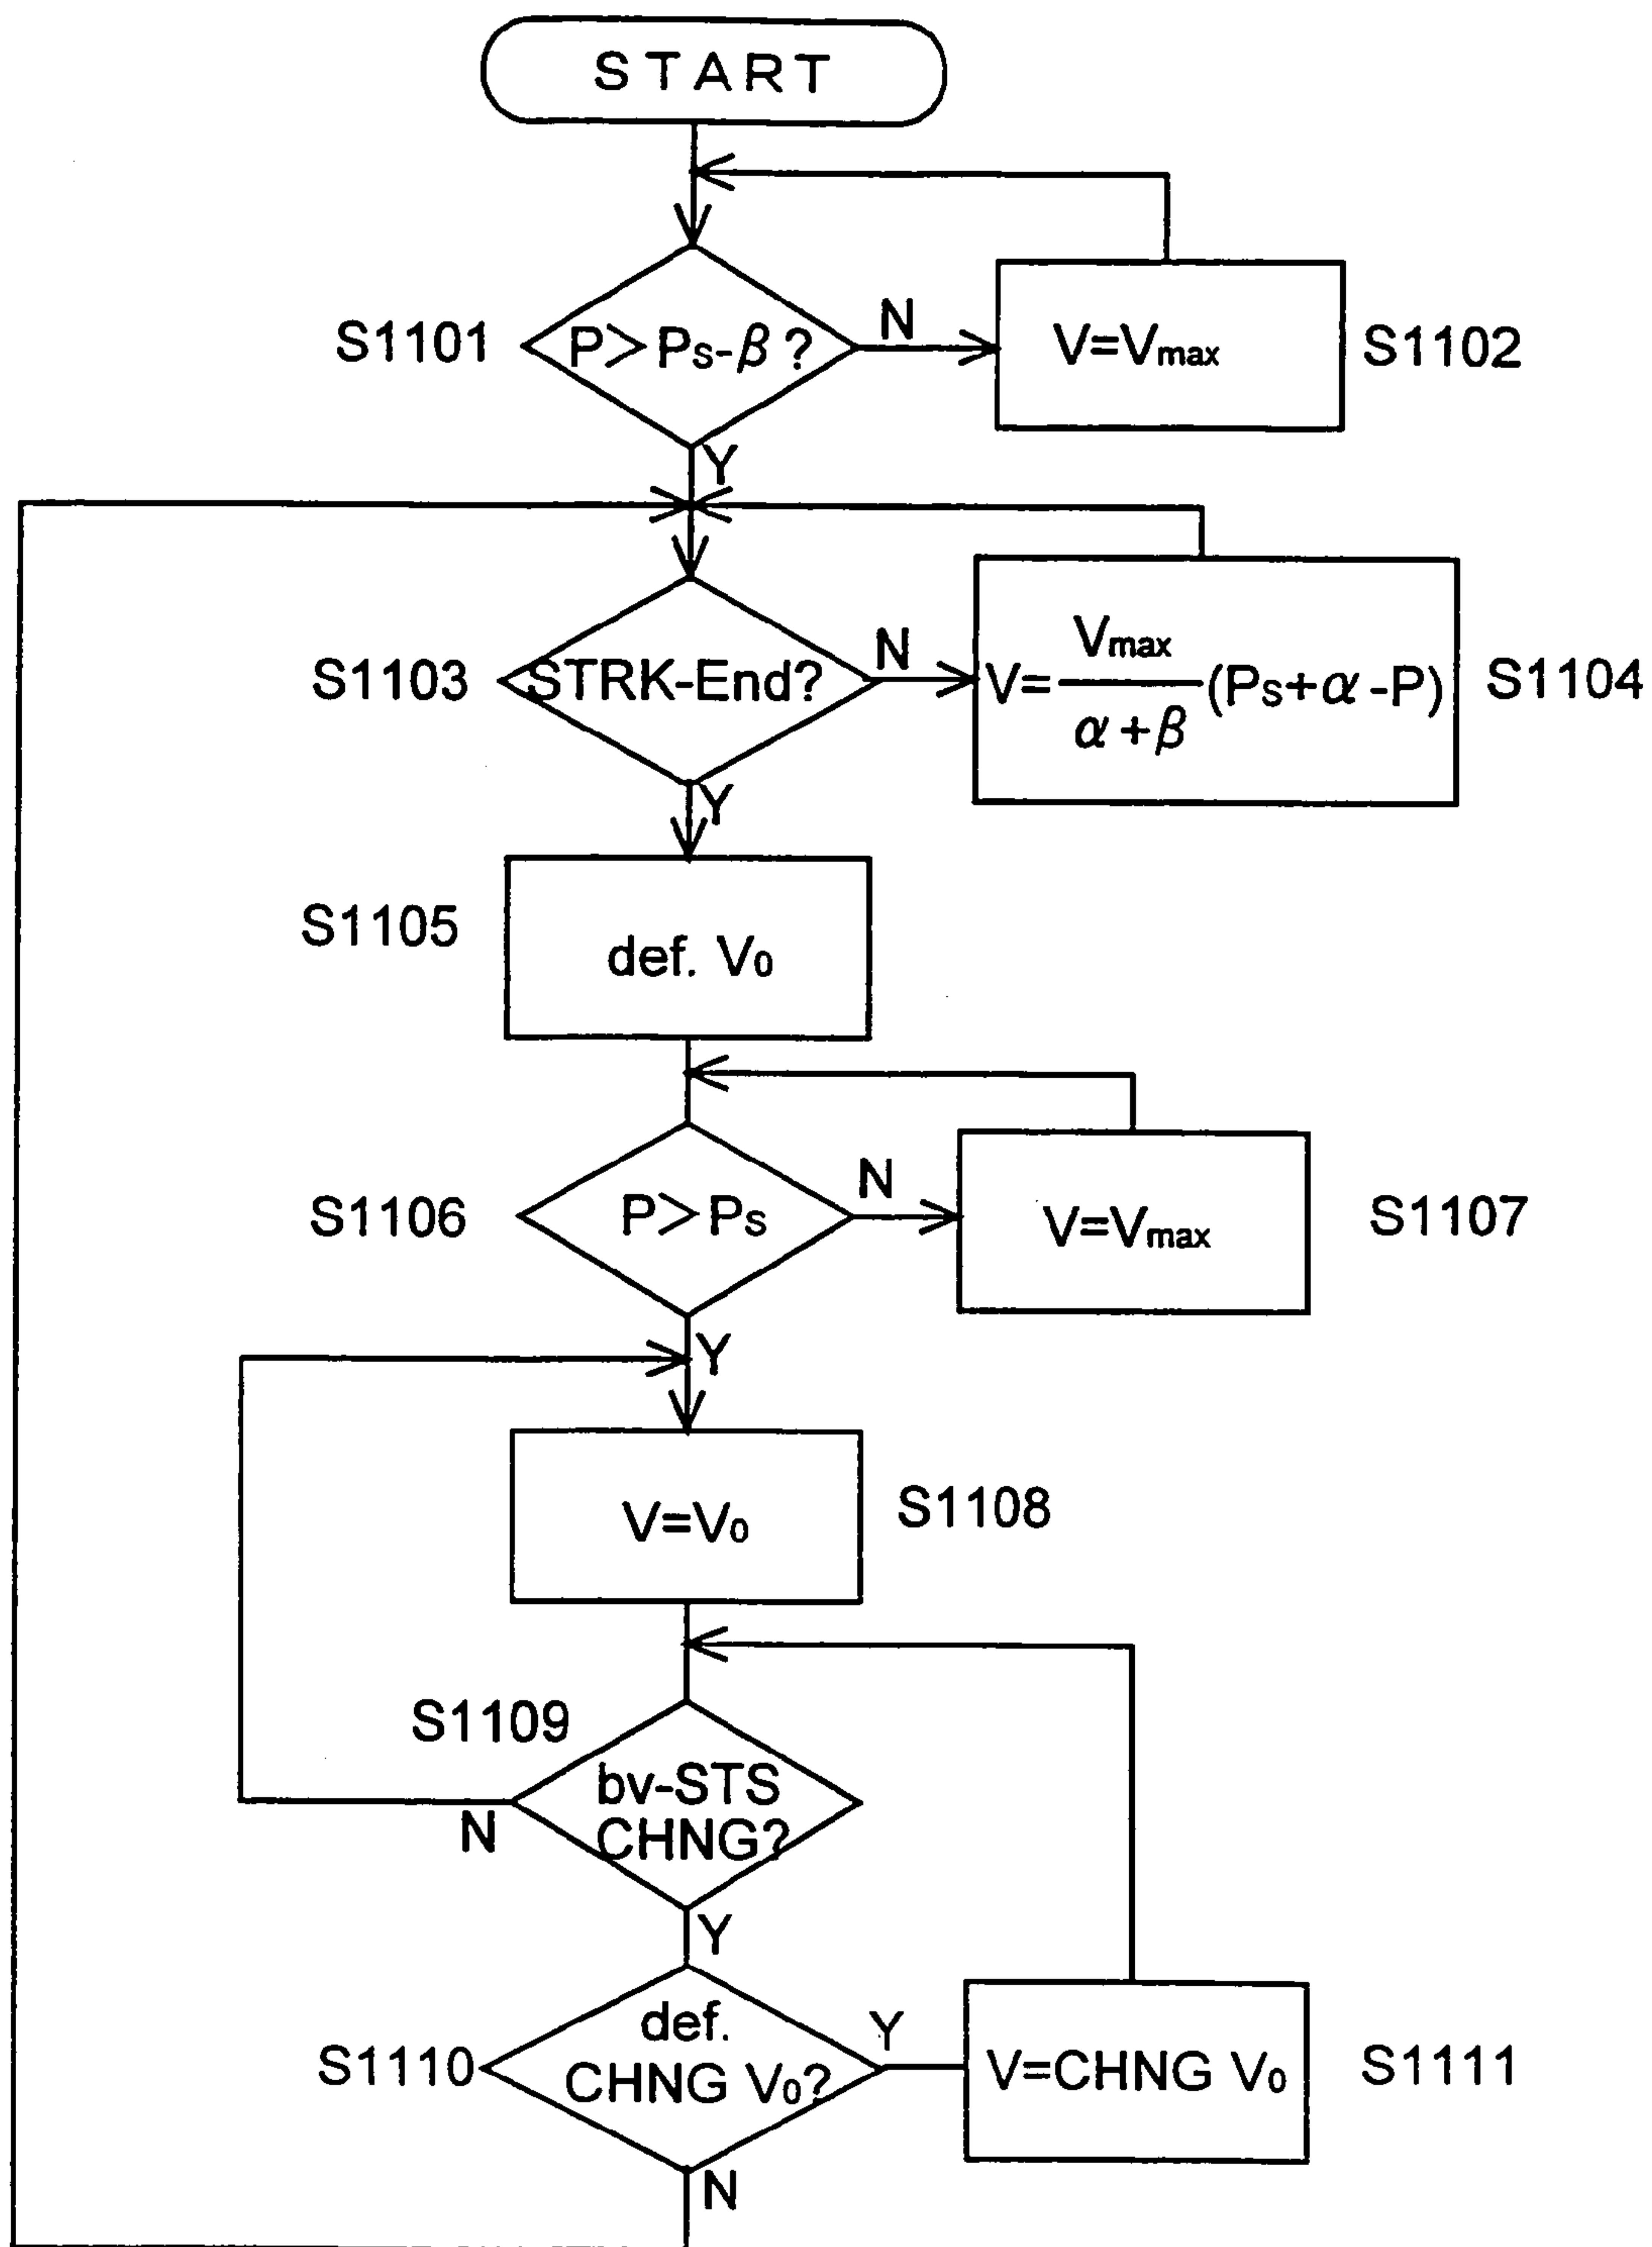 START
S1101
P>Ps-β?
N
V=Vmax
S1102
Y
S1103
STRK-End?
N
V=Vmax/α+β(Ps+α-P)
S1104
Y
S1105
def. V0
S1106
P>Ps
N
V=Vmax
S1107
Y
V=V0
S1108
S1109
bv-STS
CHNG?
N
Y
S1110
def.
CHNG V0?
Y
V=CHNG V0
S1111
N